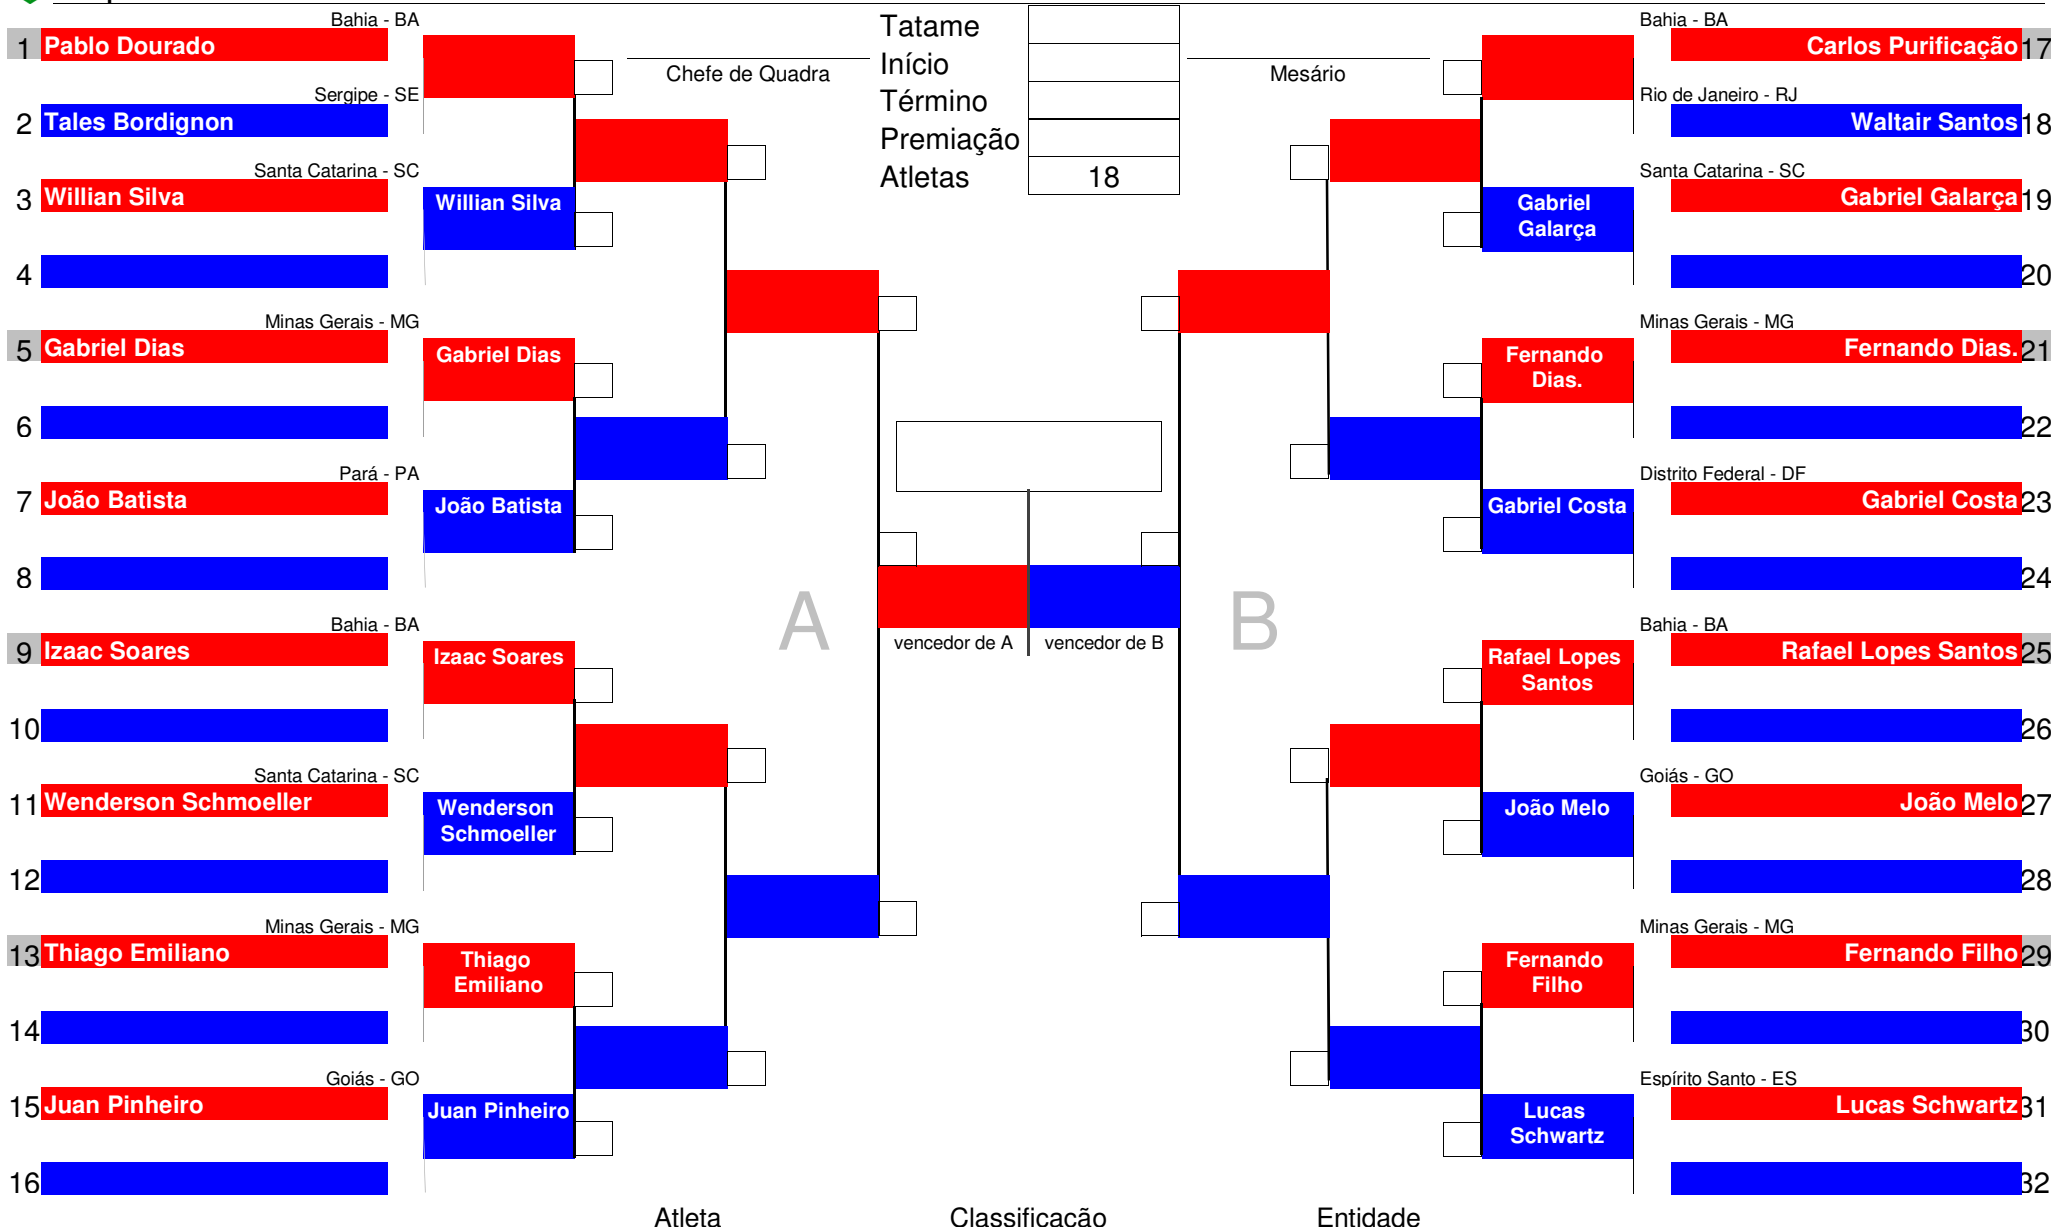 Bahia - BA
1 Pablo Dourado
Sergipe - SE
2 Tales Bordignon
Santa Catarina - SC
3 Willian Silva
4
Minas Gerais - MG
5 Gabriel Dias
6
Pará - PA
7 João Batista
8
Bahia - BA
9 Izaac Soares
10
Santa Catarina - SC
11 Wenderson Schmoeller
12
Minas Gerais - MG
13 Thiago Emiliano
14
Goiás - GO
15 Juan Pinheiro
16
Willian Silva
Gabriel Dias
João Batista
Izaac Soares
Wenderson
Schmoeller
Thiago
Emiliano
Juan Pinheiro
Chefe de Quadra
Tatame
Início
Término
Premiação
Atletas 18
Mesário
A
B
vencedor de A
vencedor de B
Gabriel
Galarça
Fernando
Dias.
Gabriel Costa
Rafael Lopes
Santos
João Melo
Fernando
Filho
Lucas
Schwartz
Bahia - BA
Carlos Purificação 17
Rio de Janeiro - RJ
Waltair Santos 18
Santa Catarina - SC
Gabriel Galarça 19
20
Minas Gerais - MG
Fernando Dias. 21
22
Distrito Federal - DF
Gabriel Costa 23
24
Bahia - BA
Rafael Lopes Santos 25
26
Goiás - GO
João Melo 27
28
Minas Gerais - MG
Fernando Filho 29
30
Espírito Santo - ES
Lucas Schwartz 31
32
Atleta
Classificação
Entidade